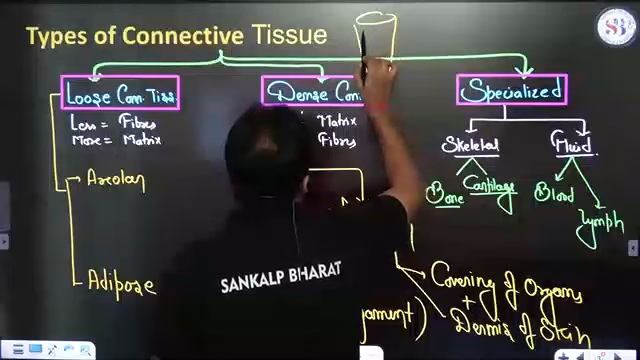 Types of Connective Tissue
SB
Loose Con. Tiss.
Dense Con.
Specialized
Less = Fibres
More = Matrix
Matrix
Fibres
Skeletal
Fluid
Bone
Cartilage
Blood
Lymph
Areolar
Adipose
SANKALP BHARAT
Covering of Organs
+
Dermis of Skin